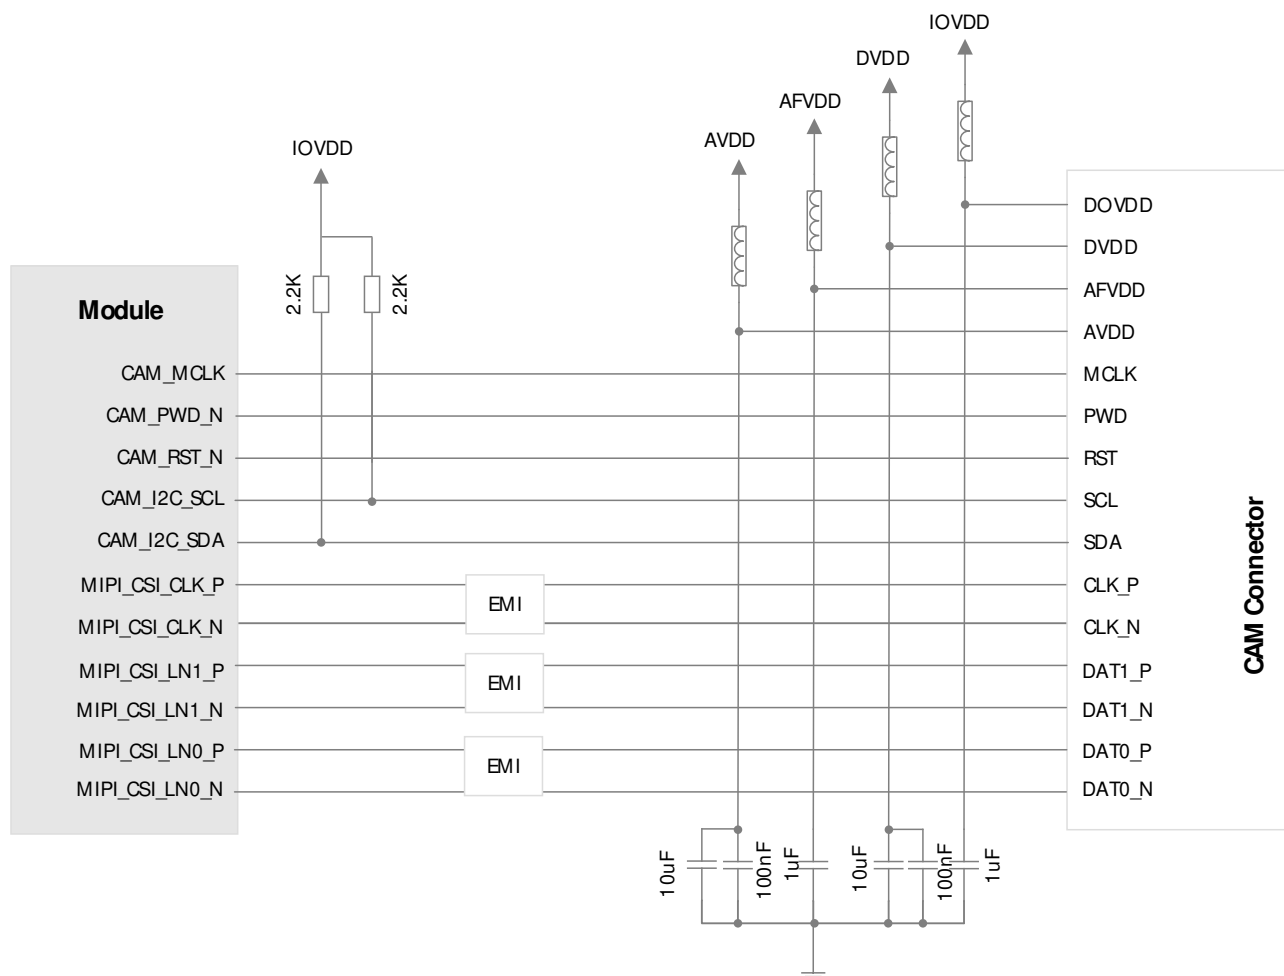 IOVDD
DVDD
AFVDD
AVDD
IOVDD
2.2K
2.2K
Module
CAM_MCLK
CAM_PWD_N
CAM_RST_N
CAM_I2C_SCL
CAM_I2C_SDA
MIPI_CSI_CLK_P
MIPI_CSI_CLK_N
MIPI_CSI_LN1_P
MIPI_CSI_LN1_N
MIPI_CSI_LN0_P
MIPI_CSI_LN0_N
EMI
EMI
EMI
DOVDD
DVDD
AFVDD
AVDD
MCLK
PWD
RST
SCL
SDA
CLK_P
CLK_N
DAT1_P
DAT1_N
DAT0_P
DAT0_N
CAM Connector
10uF
100nF
1uF
10uF
100nF
1uF